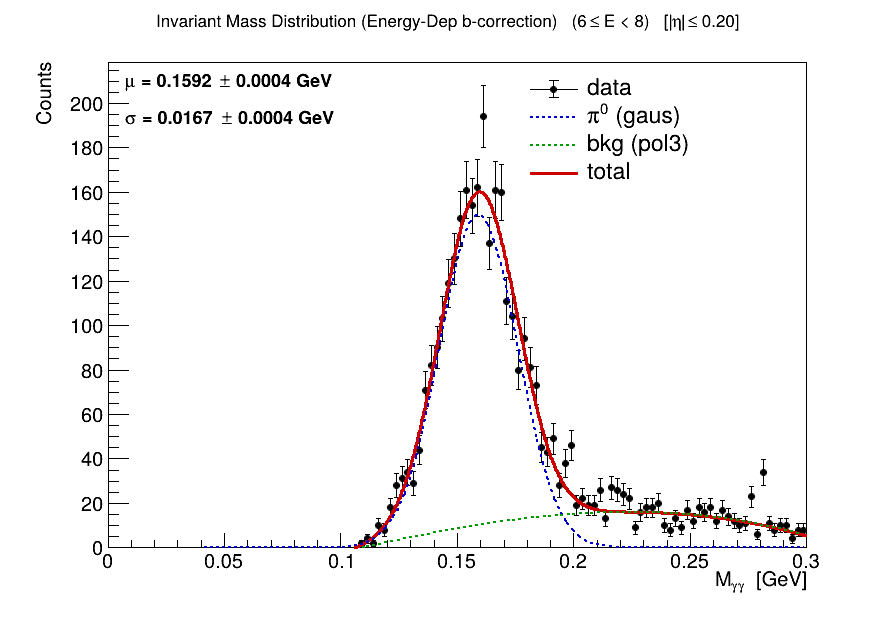 Invariant Mass Distribution (Energy-Dep b-correction) (6 ≤ E < 8) [|η| ≤ 0.20]
Counts
μ = 0.1592 ± 0.0004 GeV
σ = 0.0167 ± 0.0004 GeV
data
π⁰ (gaus)
bkg (pol3)
total
200
180
160
140
120
100
80
60
40
20
0
0 0.05 0.1 0.15 0.2 0.25 0.3
Mγγ [GeV]